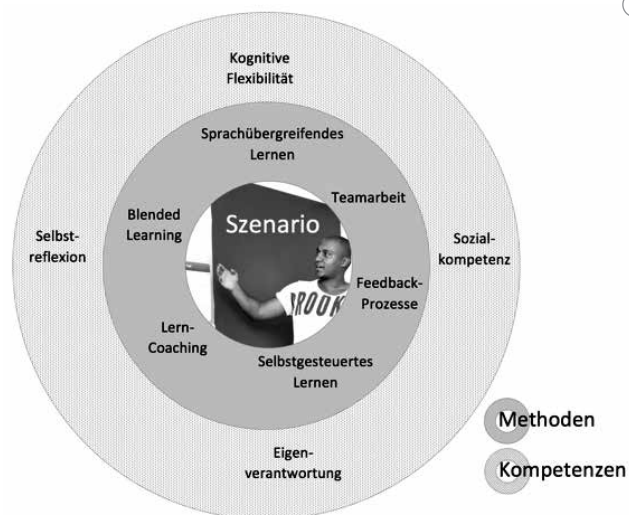 Kognitive
Flexibilität
Sprachübergreifendes
Lernen
Teamarbeit
Blended
Learning
Szenario
Selbst-
reflexion
Sozial-
kompetenz
Feedback-
Prozesse
BROOK
Lern-
Coaching
Selbstgesteuertes
Lernen
Methoden
Eigen-
verantwortung
Kompetenzen